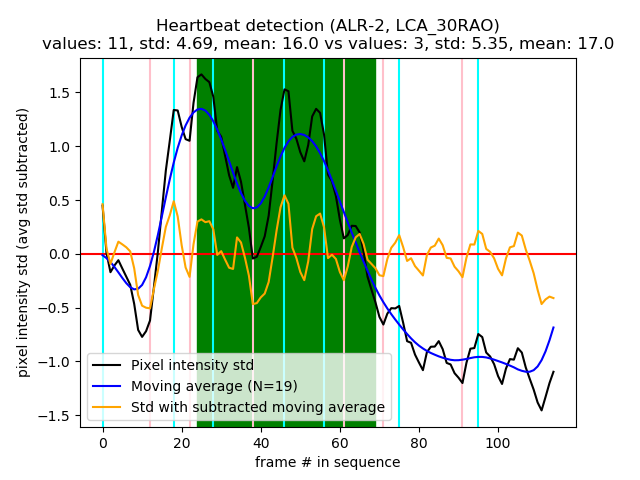 Heartbeat detection (ALR-2, LCA_30RAO)
values: 11, std: 4.69, mean: 16.0 vs values: 3, std: 5.35, mean: 17.0
pixel intensity std (avg std subtracted)
1.5
1.0
0.5
0.0
−0.5
−1.0
−1.5
Pixel intensity std
Moving average (N=19)
Std with subtracted moving average
0 20 40 60 80 100
frame # in sequence